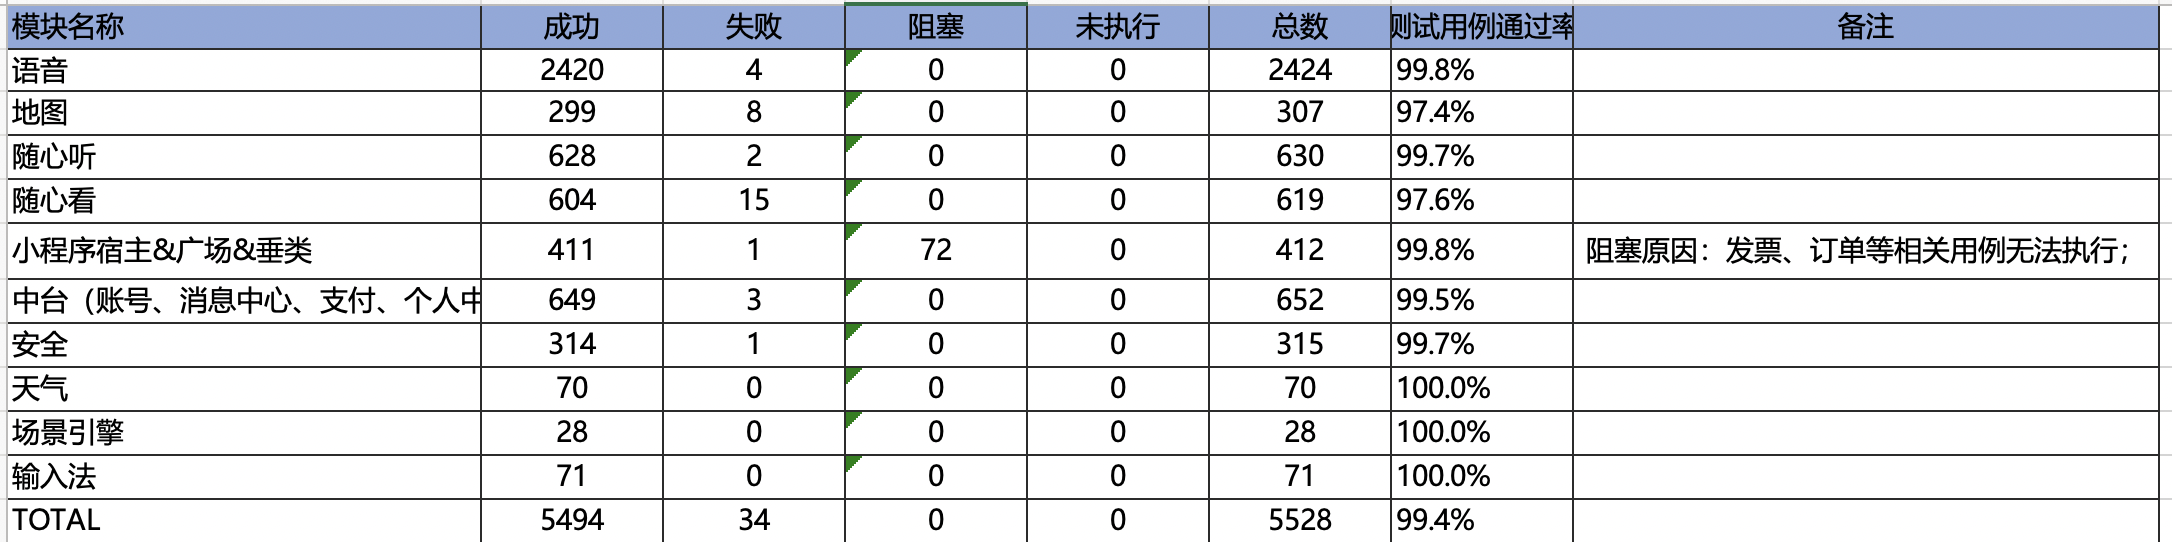 模块名称 成功 失败 阻塞 未执行 总数 测试用例通过率 备注
语音 2420 4 0 0 2424 99.8%
地图 299 8 0 0 307 97.4%
随心听 628 2 0 0 630 99.7%
随心看 604 15 0 0 619 97.6%
小程序宿主&广场&垂类 411 1 72 0 412 99.8% 阻塞原因：发票、订单等相关用例无法执行；
中台（账号、消息中心、支付、个人中 649 3 0 0 652 99.5%
安全 314 1 0 0 315 99.7%
天气 70 0 0 0 70 100.0%
场景引擎 28 0 0 0 28 100.0%
输入法 71 0 0 0 71 100.0%
TOTAL 5494 34 0 0 5528 99.4%